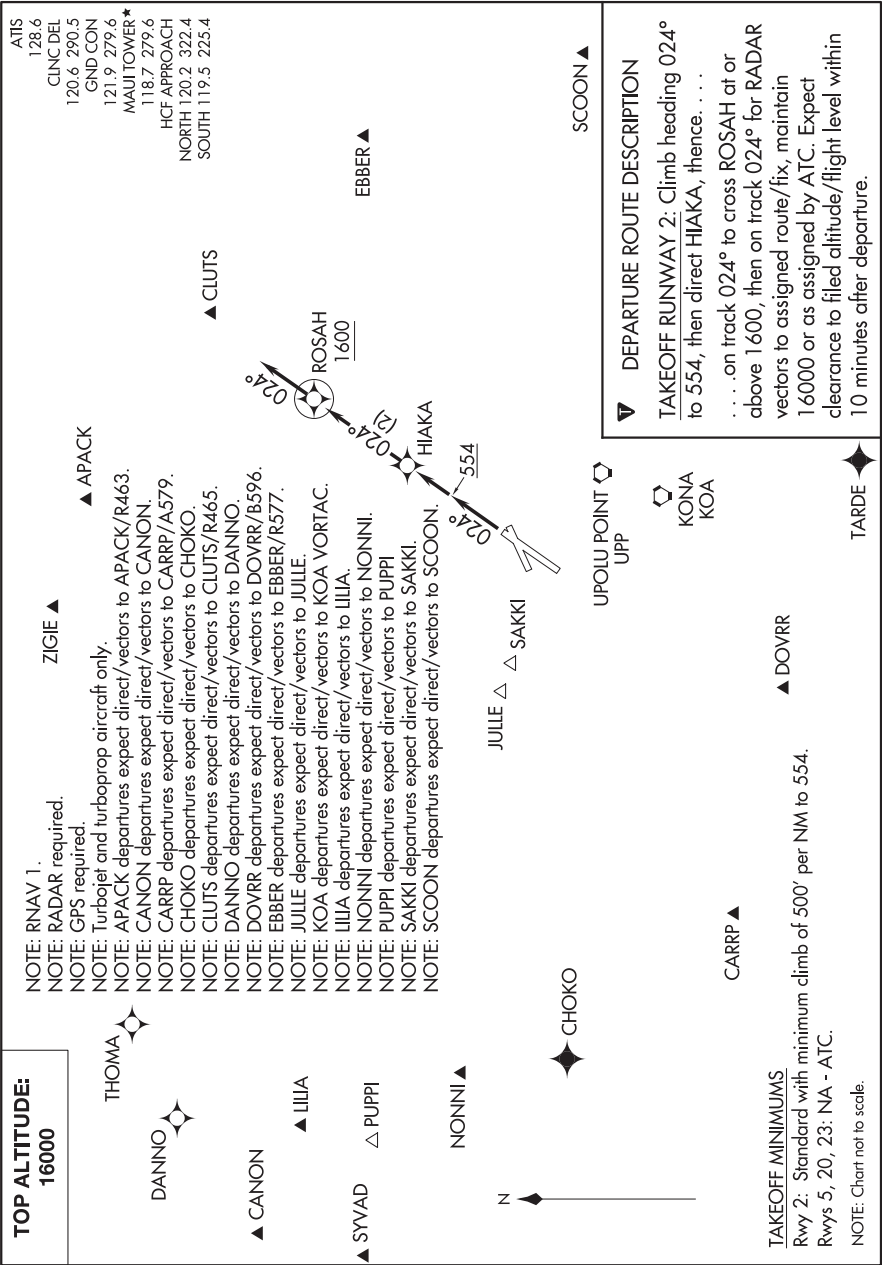 TOP ALTITUDE:
16000
ATIS
128.6
CLNC DEL
120.6 290.5
GND CON
121.9 279.6
MAUI TOWER★
118.7 279.6
HCF APPROACH
NORTH 120.2 322.4
SOUTH 119.5 225.4
NOTE: RNAV 1.
NOTE: RADAR required.
NOTE: GPS required.
NOTE: Turbojet and turboprop aircraft only.
NOTE: APACK departures expect direct/vectors to APACK/R463.
NOTE: CANON departures expect direct/vectors to CANON.
NOTE: CARRP departures expect direct/vectors to CARRP/A579.
NOTE: CHOKO departures expect direct/vectors to CHOKO.
NOTE: CLUTS departures expect direct/vectors to CLUTS/R465.
NOTE: DANNO departures expect direct/vectors to DANNO.
NOTE: DOVRR departures expect direct/vectors to DOVRR/B596.
NOTE: EBBER departures expect direct/vectors to EBBER/R577.
NOTE: JULLE departures expect direct/vectors to JULLE.
NOTE: KOA departures expect direct/vectors to KOA VORTAC.
NOTE: LILIA departures expect direct/vectors to LILIA.
NOTE: NONNI departures expect direct/vectors to NONNI.
NOTE: PUPPI departures expect direct/vectors to PUPPI
NOTE: SAKKI departures expect direct/vectors to SAKKI.
NOTE: SCOON departures expect direct/vectors to SCOON.
THOMA
DANNO
CANON
LILIA
SYVAD
PUPPI
NONNI
CHOKO
CARRP
ZIGIE
APACK
CLUTS
EBBER
SCOON
024°
ROSAH
1600
024°
(2)
HIAKA
554
024°
JULLE
SAKKI
UPOLU POINT
UPP
KONA
KOA
DOVRR
TARDE
N
TAKEOFF MINIMUMS
Rwy 2: Standard with minimum climb of 500' per NM to 554.
Rwys 5, 20, 23: NA - ATC.
NOTE: Chart not to scale.
T
DEPARTURE ROUTE DESCRIPTION
TAKEOFF RUNWAY 2: Climb heading 024°
to 554, then direct HIAKA, thence. . . .
. . . .on track 024° to cross ROSAH at or
above 1600, then on track 024° for RADAR
vectors to assigned route/fix, maintain
16000 or as assigned by ATC. Expect
clearance to filed altitude/flight level within
10 minutes after departure.